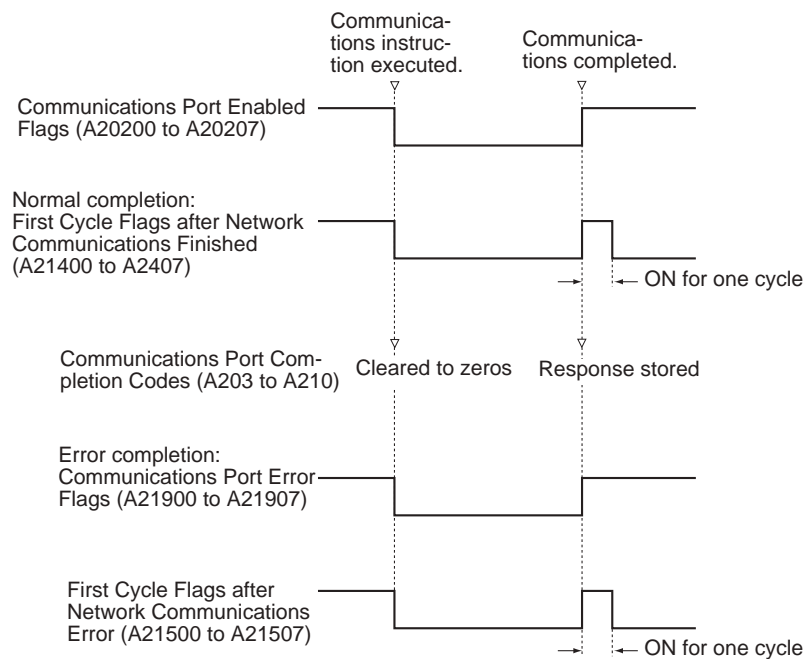 Communica-
tions instruc-
tion executed.
Communica-
tions completed.
Communications Port Enabled
Flags (A20200 to A20207)
Normal completion:
First Cycle Flags after Network
Communications Finished
(A21400 to A2407)
ON for one cycle
Communications Port Com-
pletion Codes (A203 to A210)
Cleared to zeros
Response stored
Error completion:
Communications Port Error
Flags (A21900 to A21907)
First Cycle Flags after
Network Communications
Error (A21500 to A21507)
ON for one cycle